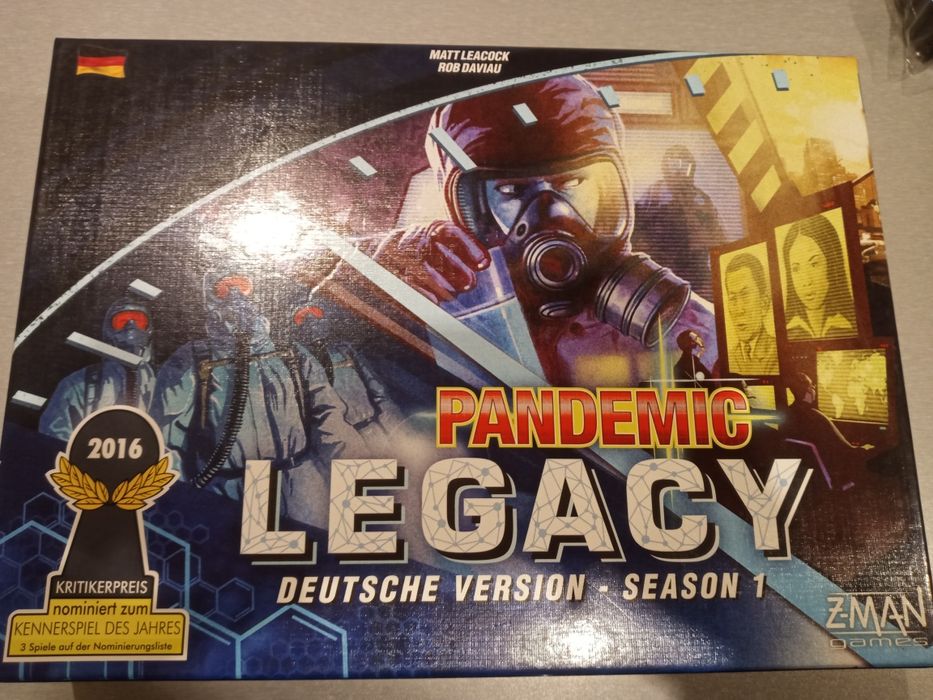 MATT LEACOCK
ROB DAVIAU
PANDEMIC
LEGACY
DEUTSCHE VERSION - SEASON 1
2016
KRITIKERPREIS
nominiert zum
KENNERSPIEL DES JAHRES
3 Spiele auf der Nominierungsliste
Z-MAN
games